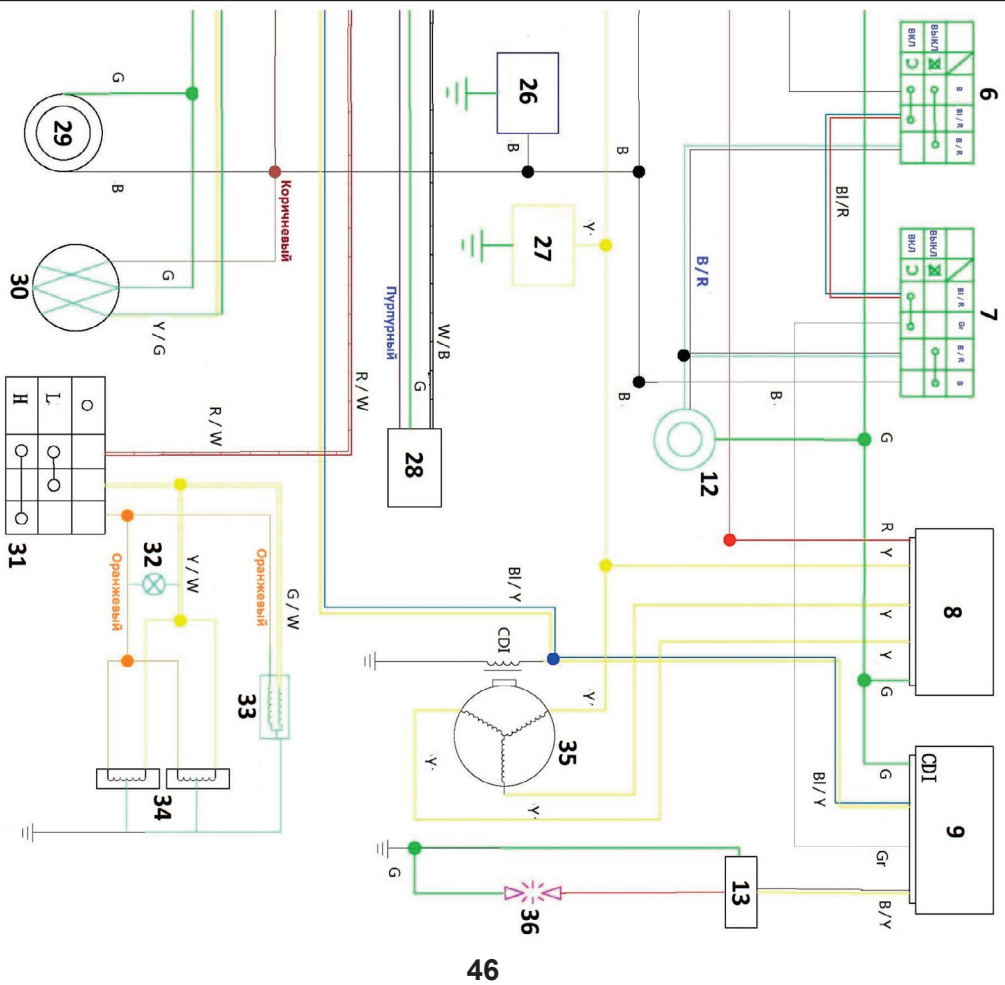 6
ВКЛ
ВЫКЛ
C
B
Bl/R
B/R
7
ВКЛ
ВЫКЛ
C
Bl/R
Gr
B/R
B
Bl/R
B/R
B
B.
B.
12
G
R
Y
Y
Y
G
8
CDI
9
G
Bl/Y
Gr
B/Y
13
36
G
26
B
27
Y.
28
W/B
G
Пурпурный
G
29
B
Коричневый
30
G
Y/G
R/W
R/W
31
H
L
O
32
Y/W
G/W
Оранжевый
Оранжевый
33
34
Bl/Y
CDI
35
Y.
Y.
Y.
46